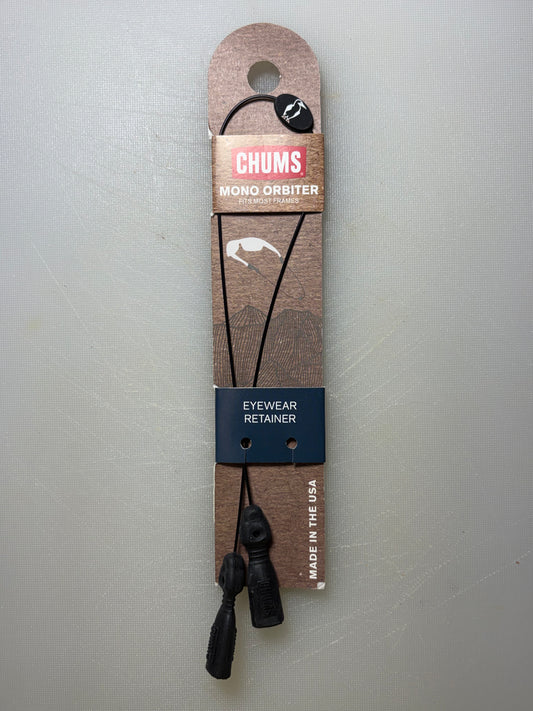 CHUMS
MONO ORBITER
FITS MOST FRAMES
EYEWEAR
RETAINER
MADE IN THE USA